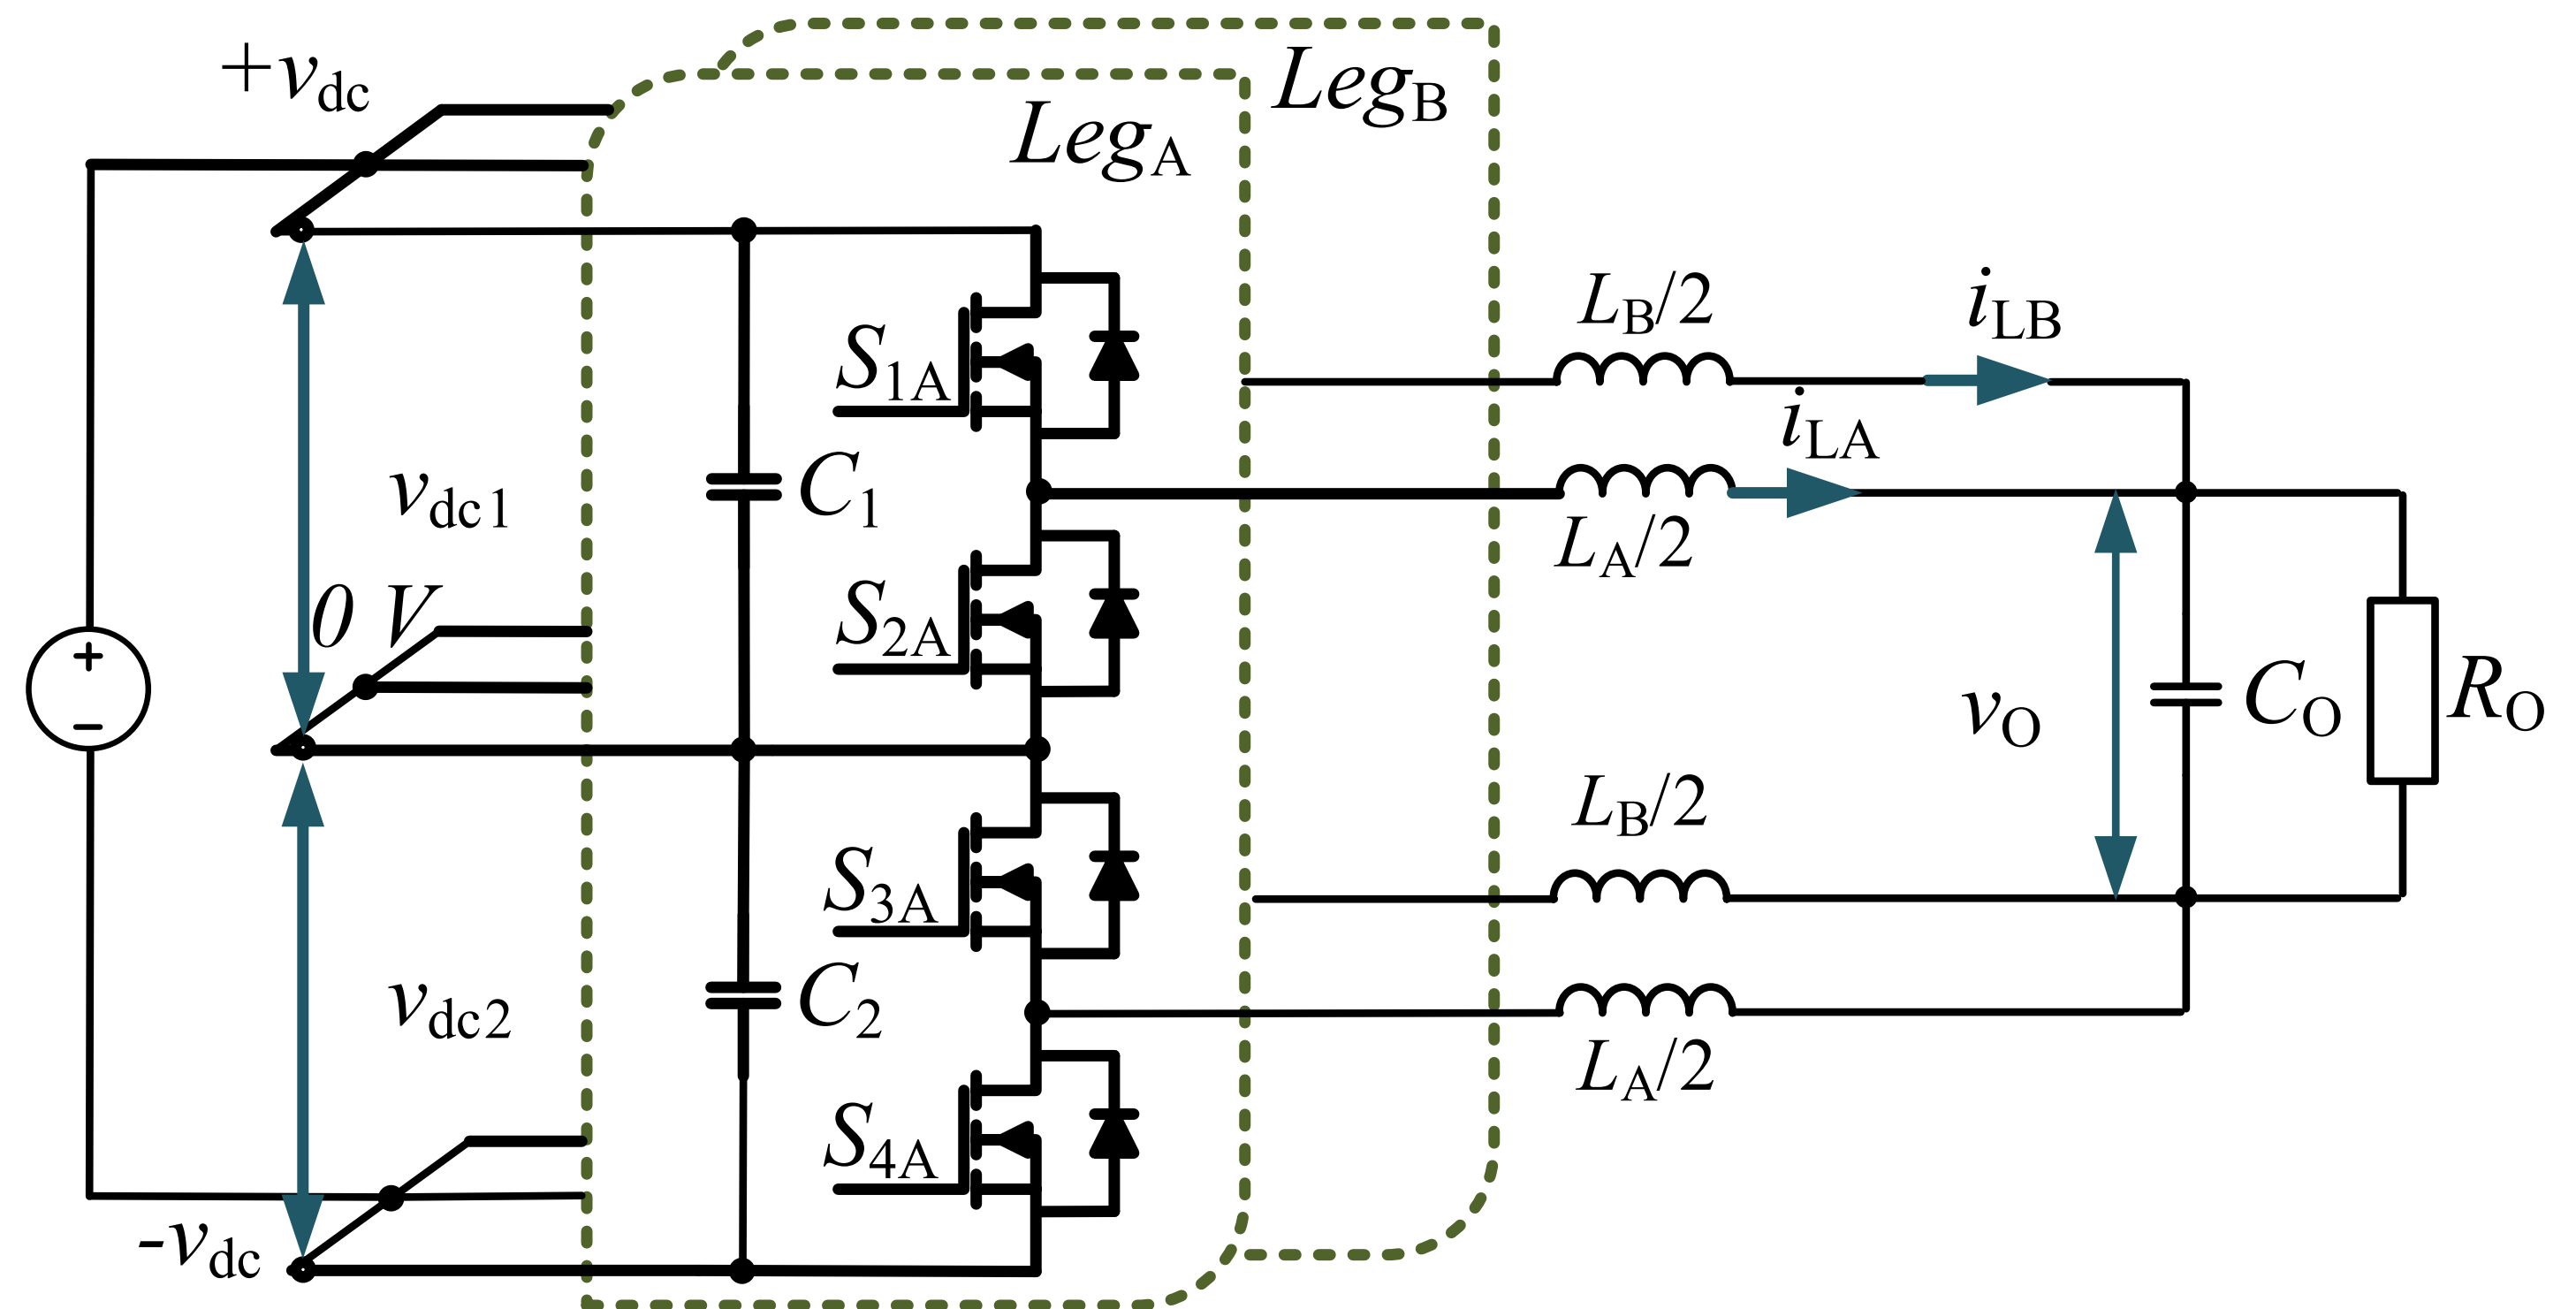 +vdc
LegB
LegA
LB/2
iLB
S1A
iLA
vdc1
C1
LA/2
0 V
S2A
+
−
vO
CO
RO
LB/2
S3A
vdc2
C2
LA/2
S4A
-vdc